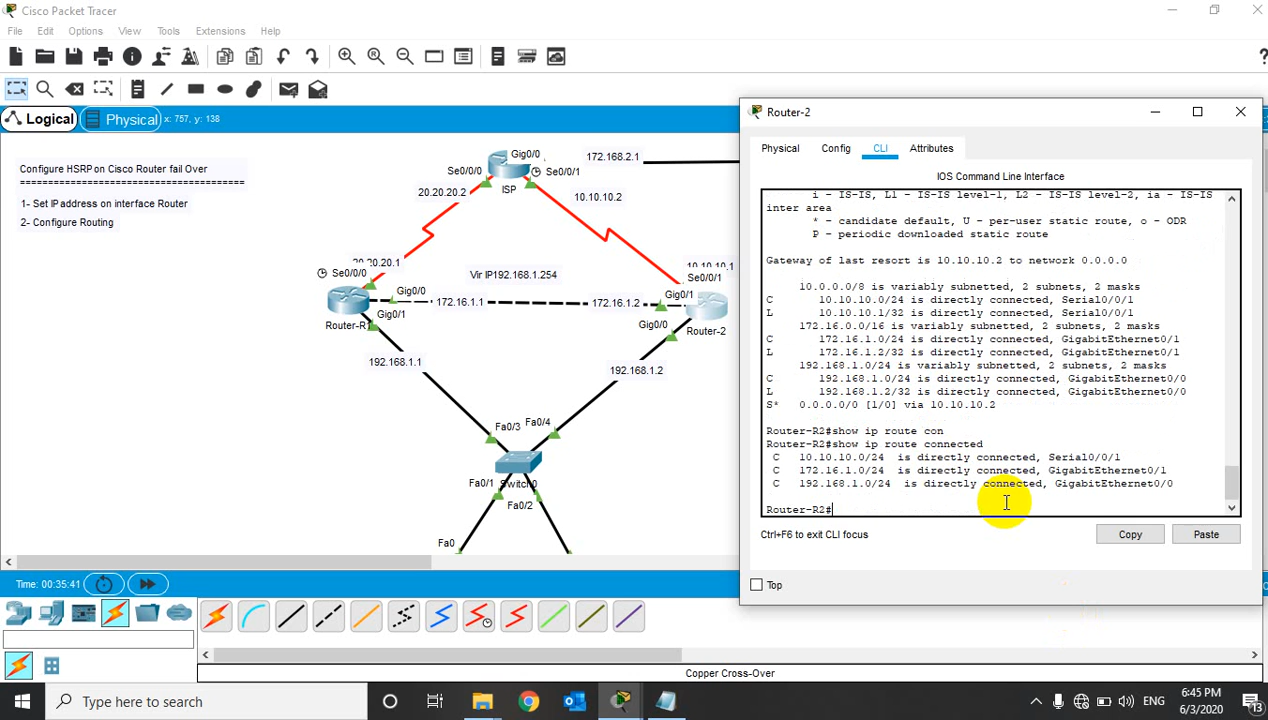 Cisco Packet Tracer
File Edit Options View Tools Extensions Help
Logical Physical x: 757, y: 138
Configure HSRP on Cisco Router fail Over
=========================================
1- Set IP address on interface Router
2- Configure Routing
Gig0/0
172.168.2.1
Se0/0/0
Se0/0/1
ISP
20.20.20.2
10.10.10.2
20.20.20.1
Vir IP192.168.1.254
10.10.10.1
Se0/0/0
Se0/0/1
Gig0/0
172.16.1.1
172.16.1.2
Gig0/1
Gig0/1
Gig0/0
Router-R1
Router-2
192.168.1.1
192.168.1.2
Fa0/3
Fa0/4
Fa0/1
Switch0
Fa0/2
Fa0
Router-2
Physical Config CLI Attributes
IOS Command Line Interface
i - IS-IS, L1 - IS-IS level-1, L2 - IS-IS level-2, ia - IS-IS
inter area
* - candidate default, U - per-user static route, o - ODR
P - periodic downloaded static route
Gateway of last resort is 10.10.10.2 to network 0.0.0.0
10.0.0.0/8 is variably subnetted, 2 subnets, 2 masks
C 10.10.10.0/24 is directly connected, Serial0/0/1
L 10.10.10.1/32 is directly connected, Serial0/0/1
172.16.0.0/16 is variably subnetted, 2 subnets, 2 masks
C 172.16.1.0/24 is directly connected, GigabitEthernet0/1
L 172.16.1.2/32 is directly connected, GigabitEthernet0/1
192.168.1.0/24 is variably subnetted, 2 subnets, 2 masks
C 192.168.1.0/24 is directly connected, GigabitEthernet0/0
L 192.168.1.2/32 is directly connected, GigabitEthernet0/0
S* 0.0.0.0/0 [1/0] via 10.10.10.2
Router-R2#show ip route con
Router-R2#show ip route connected
C 10.10.10.0/24 is directly connected, Serial0/0/1
C 172.16.1.0/24 is directly connected, GigabitEthernet0/1
C 192.168.1.0/24 is directly connected, GigabitEthernet0/0
Router-R2#
Ctrl+F6 to exit CLI focus
Copy Paste
Top
Time: 00:35:41
Copper Cross-Over
Type here to search
ENG
6:45 PM
6/3/2020
13